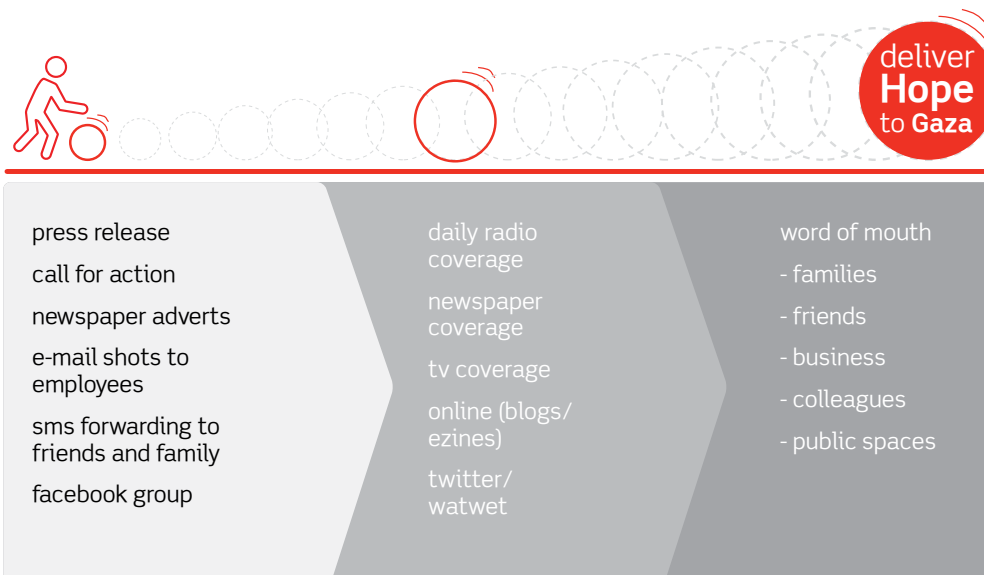 deliver
Hope
to Gaza
press release
call for action
newspaper adverts
e-mail shots to
employees
sms forwarding to
friends and family
facebook group
daily radio
coverage
newspaper
coverage
tv coverage
online (blogs/
ezines)
twitter/
watwet
word of mouth
- families
- friends
- business
- colleagues
- public spaces